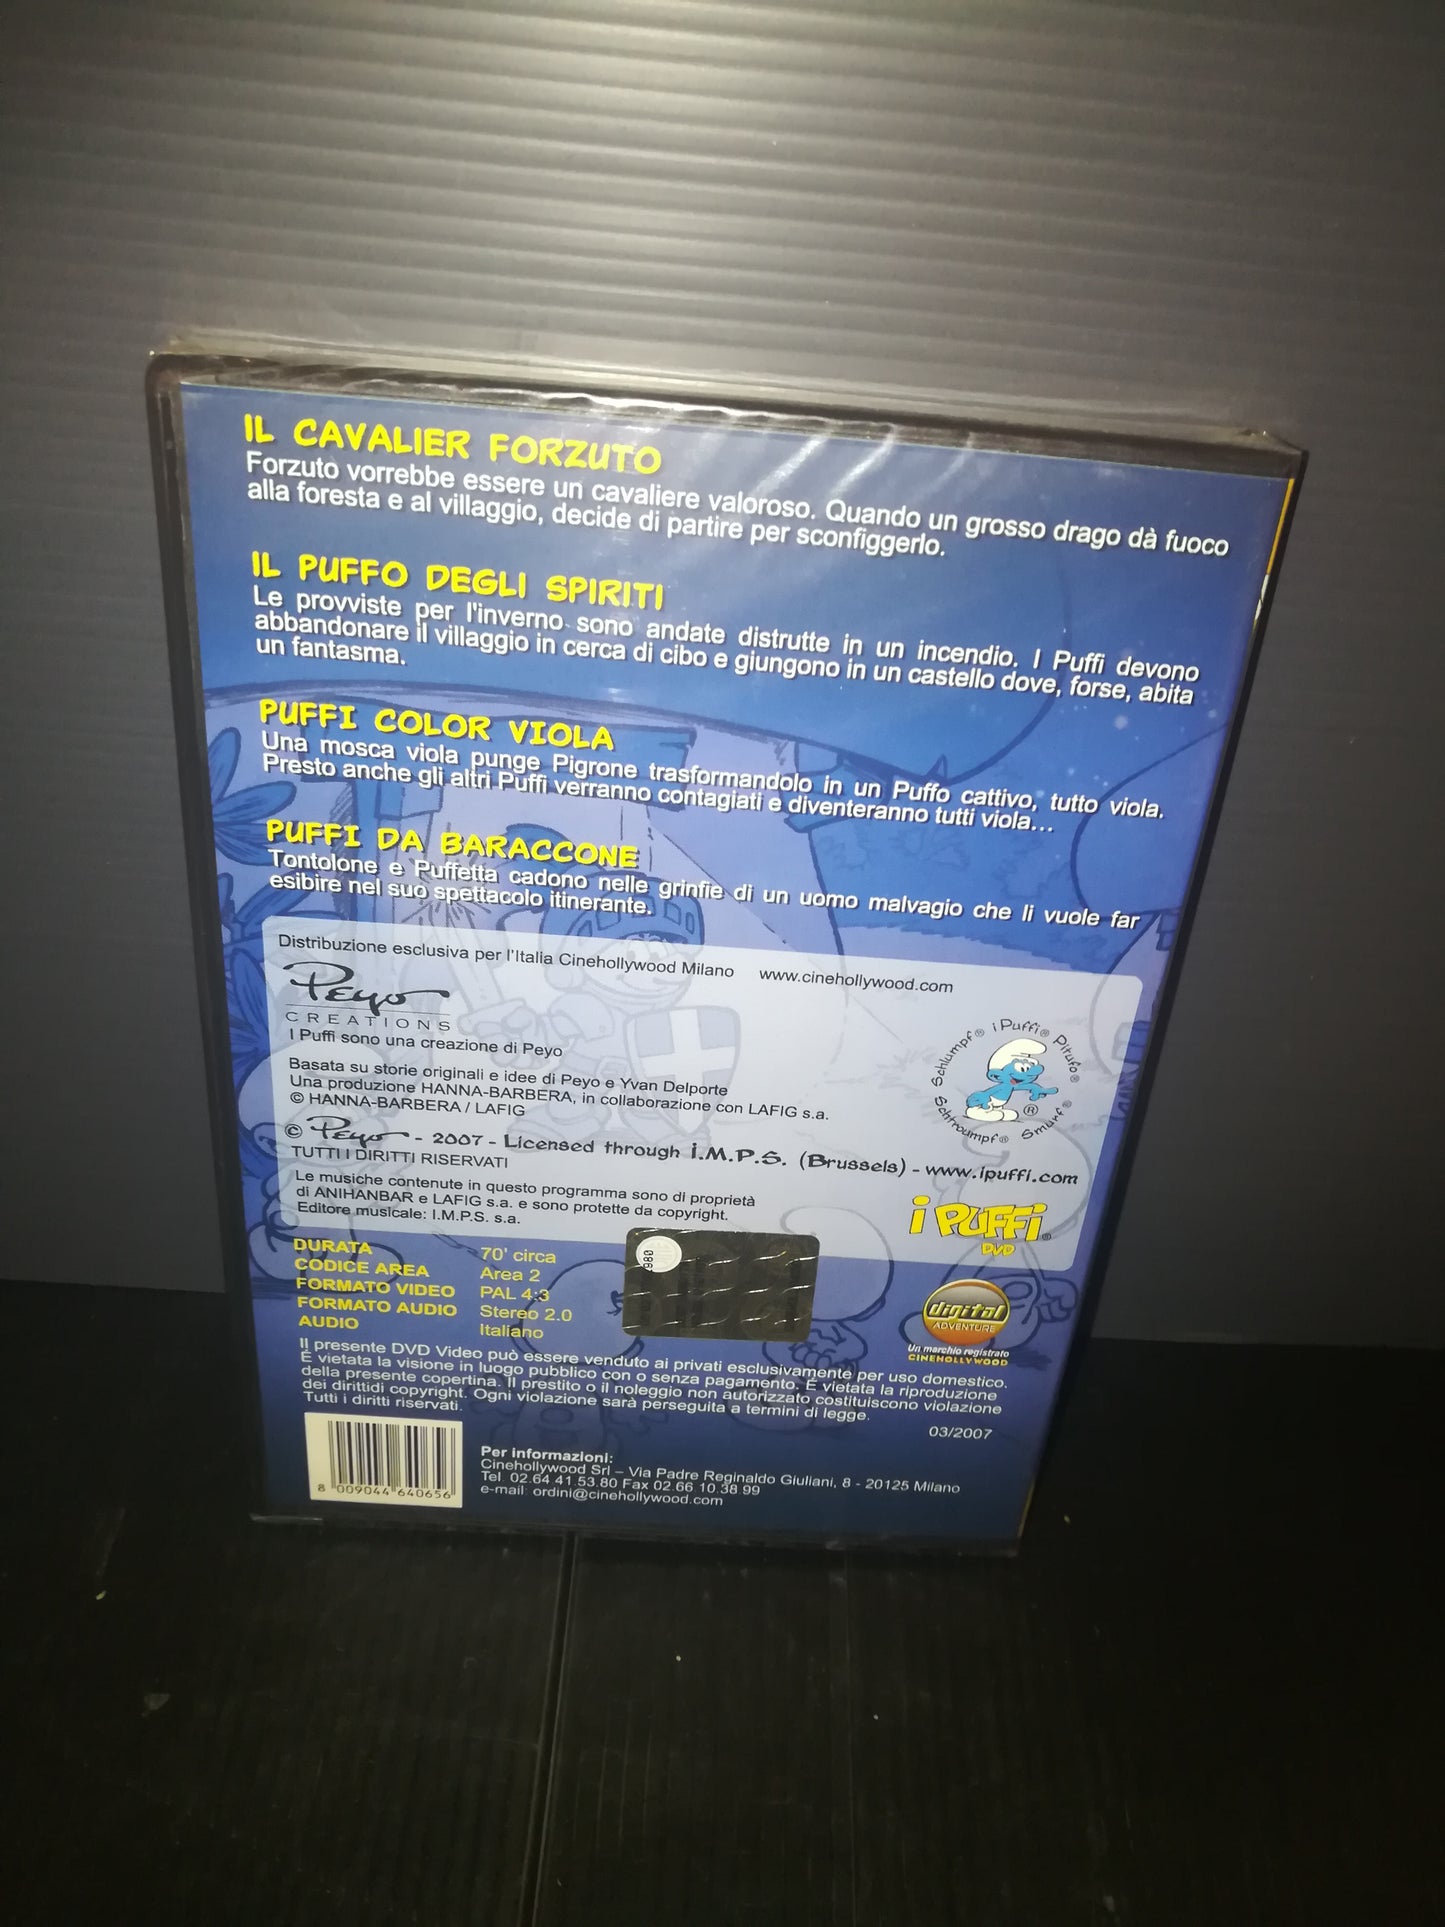 IL CAVALIER FORZUTO
Forzuto vorrebbe essere un cavaliere valoroso. Quando un grosso drago dà fuoco
alla foresta e al villaggio, decide di partire per sconfiggerlo.
IL PUFFO DEGLI SPIRITI
Le provviste per l'inverno sono andate distrutte in un incendio. I Puffi devono
abbandonare il villaggio in cerca di cibo e giungono in un castello dove, forse, abita
un fantasma.
PUFFI COLOR VIOLA
Una mosca viola punge Pigrone trasformandolo in un Puffo cattivo, tutto viola.
Presto anche gli altri Puffi verranno contagiati e diventeranno tutti viola...
PUFFI DA BARACCONE
Tontolone e Puffetta cadono nelle grinfie di un uomo malvagio che li vuole far
esibire nel suo spettacolo itinerante.
Distribuzione esclusiva per l'Italia Cinehollywood Milano www.cinehollywood.com
Peyo
CREATIONS
I Puffi sono una creazione di Peyo
Basata su storie originali e idee di Peyo e Yvan Delporte
Una produzione HANNA-BARBERA, in collaborazione con LAFIG s.a.
© HANNA-BARBERA / LAFIG
Schlumpf® i Puffi® Pitufo®
Schtroumpf® Smurf®
®
© Peyo - 2007 - Licensed through I.M.P.S. (Brussels) - www.ipuffi.com
TUTTI I DIRITTI RISERVATI
Le musiche contenute in questo programma sono di proprietà
di ANIHANBAR e LAFIG s.a. e sono protette da copyright.
Editore musicale: I.M.P.S. s.a.
i PUFFi®
DVD
DURATA 70' circa
CODICE AREA Area 2
FORMATO VIDEO PAL 4:3
FORMATO AUDIO Stereo 2.0
AUDIO Italiano
digital
ADVENTURE
Un marchio registrato
CINEHOLLYWOOD
Il presente DVD Video può essere venduto ai privati esclusivamente per uso domestico.
È vietata la visione in luogo pubblico con o senza pagamento. È vietata la riproduzione
della presente copertina. Il prestito o il noleggio non autorizzato costituiscono violazione
dei dirittidi copyright. Ogni violazione sarà perseguita a termini di legge.
Tutti i diritti riservati.
03/2007
8 009044 640656
Per informazioni:
Cinehollywood Srl – Via Padre Reginaldo Giuliani, 8 - 20125 Milano
Tel. 02.64 41 53.80 Fax 02.66 10.38 99
e-mail: ordini@cinehollywood.com